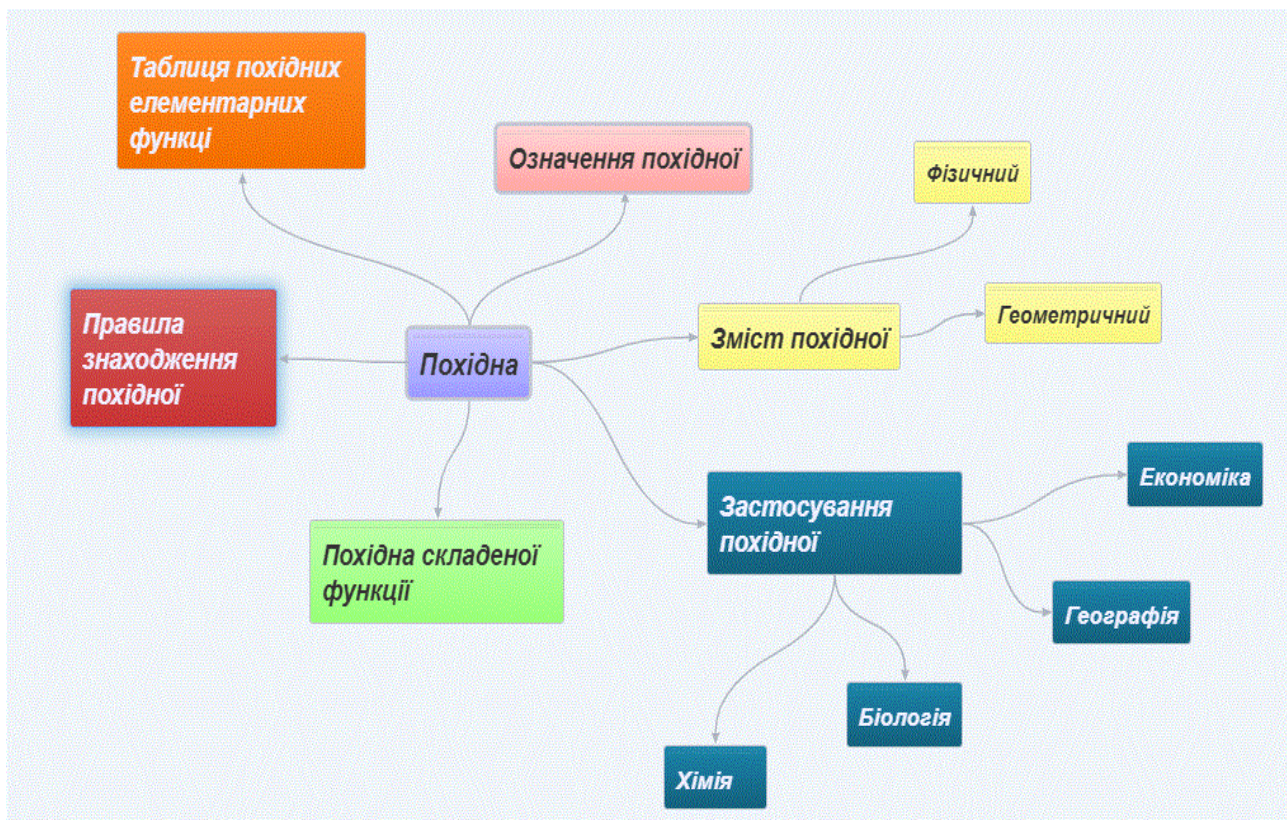 Таблиця похідних
елементарних
функці
Означення похідної
Фізичний
Правила
знаходження
похідної
Похідна
Зміст похідної
Геометричний
Похідна складеної
функції
Застосування
похідної
Економіка
Географія
Біологія
Хімія